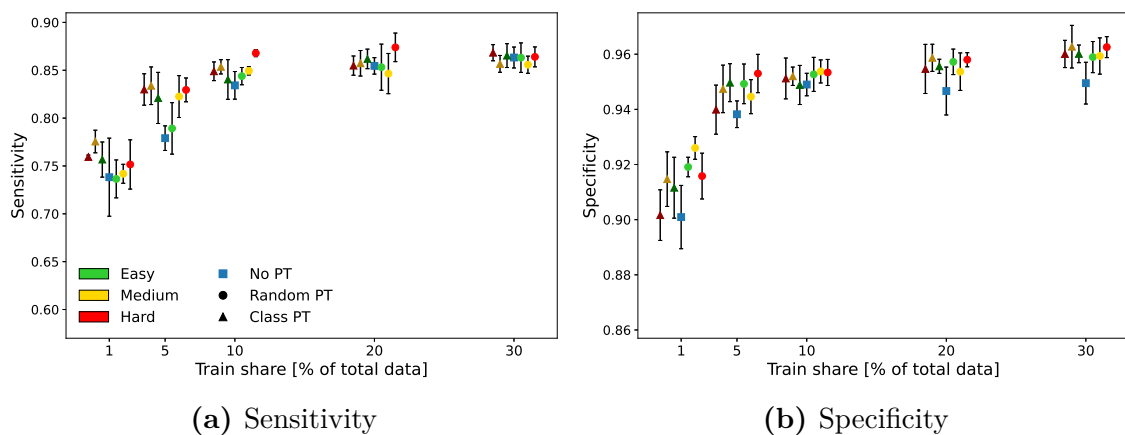 0.90
0.85
0.80
0.75
0.70
0.65
0.60
Sensitivity
Easy
Medium
Hard
No PT
Random PT
Class PT
1 5 10 20 30
Train share [% of total data]
(a) Sensitivity
0.96
0.94
0.92
0.90
0.88
0.86
Specificity
1 5 10 20 30
Train share [% of total data]
(b) Specificity